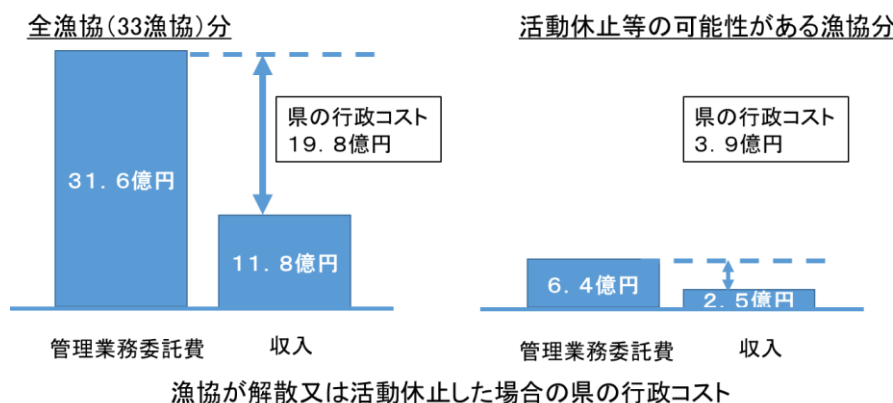 全漁協(33漁協)分
県の行政コスト
19.8億円
31.6億円
11.8億円
管理業務委託費
収入
活動休止等の可能性がある漁協分
県の行政コスト
3.9億円
6.4億円
2.5億円
管理業務委託費
収入
漁協が解散又は活動休止した場合の県の行政コスト